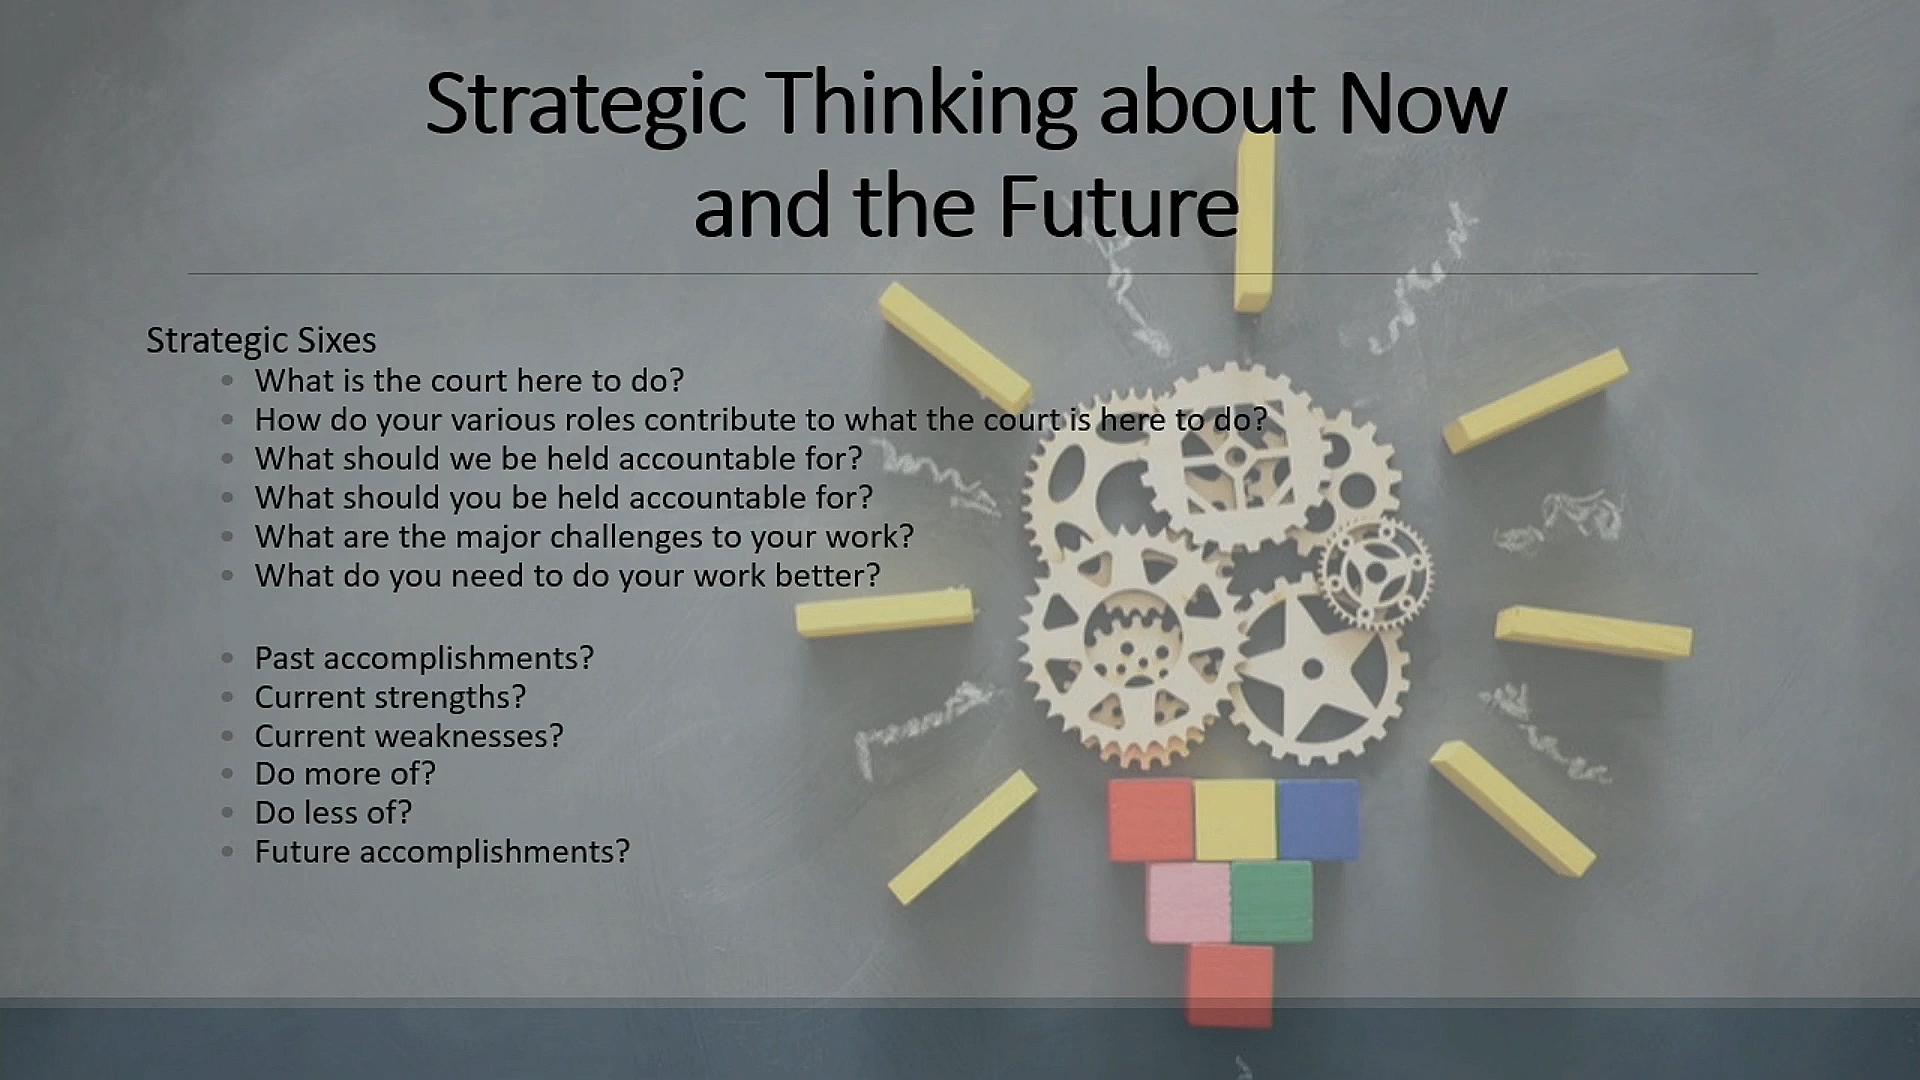 Strategic Thinking about Now
and the Future
Strategic Sixes
• What is the court here to do?
• How do your various roles contribute to what the court is here to do?
• What should we be held accountable for?
• What should you be held accountable for?
• What are the major challenges to your work?
• What do you need to do your work better?
• Past accomplishments?
• Current strengths?
• Current weaknesses?
• Do more of?
• Do less of?
• Future accomplishments?